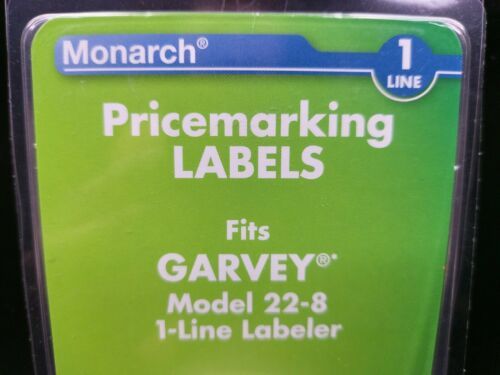 Monarch®
1
LINE
Pricemarking
LABELS
Fits
GARVEY®*
Model 22-8
1-Line Labeler